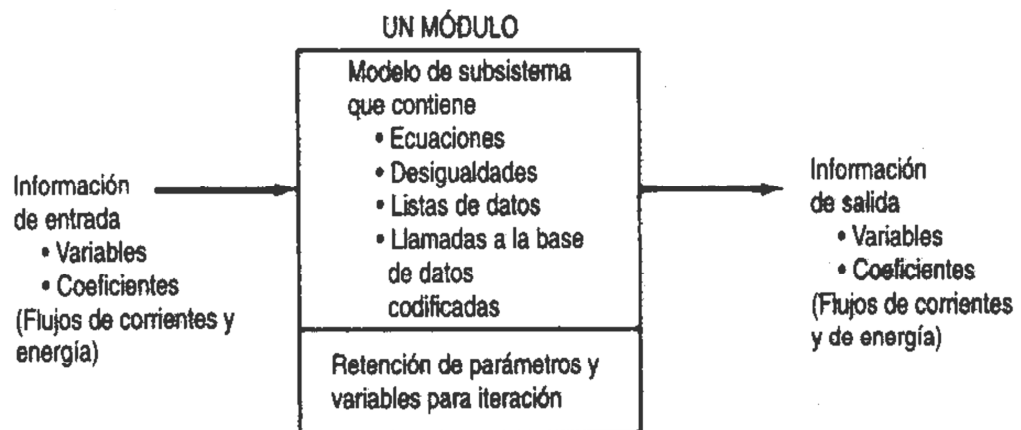 UN MÓDULO
Modelo de subsistema
que contiene
• Ecuaciones
• Desigualdades
• Listas de datos
• Llamadas a la base
de datos
codificadas
Retención de parámetros y
variables para iteración
Información
de entrada
• Variables
• Coeficientes
(Flujos de corrientes y
energía)
Información
de salida
• Variables
• Coeficientes
(Flujos de corrientes
y de energía)